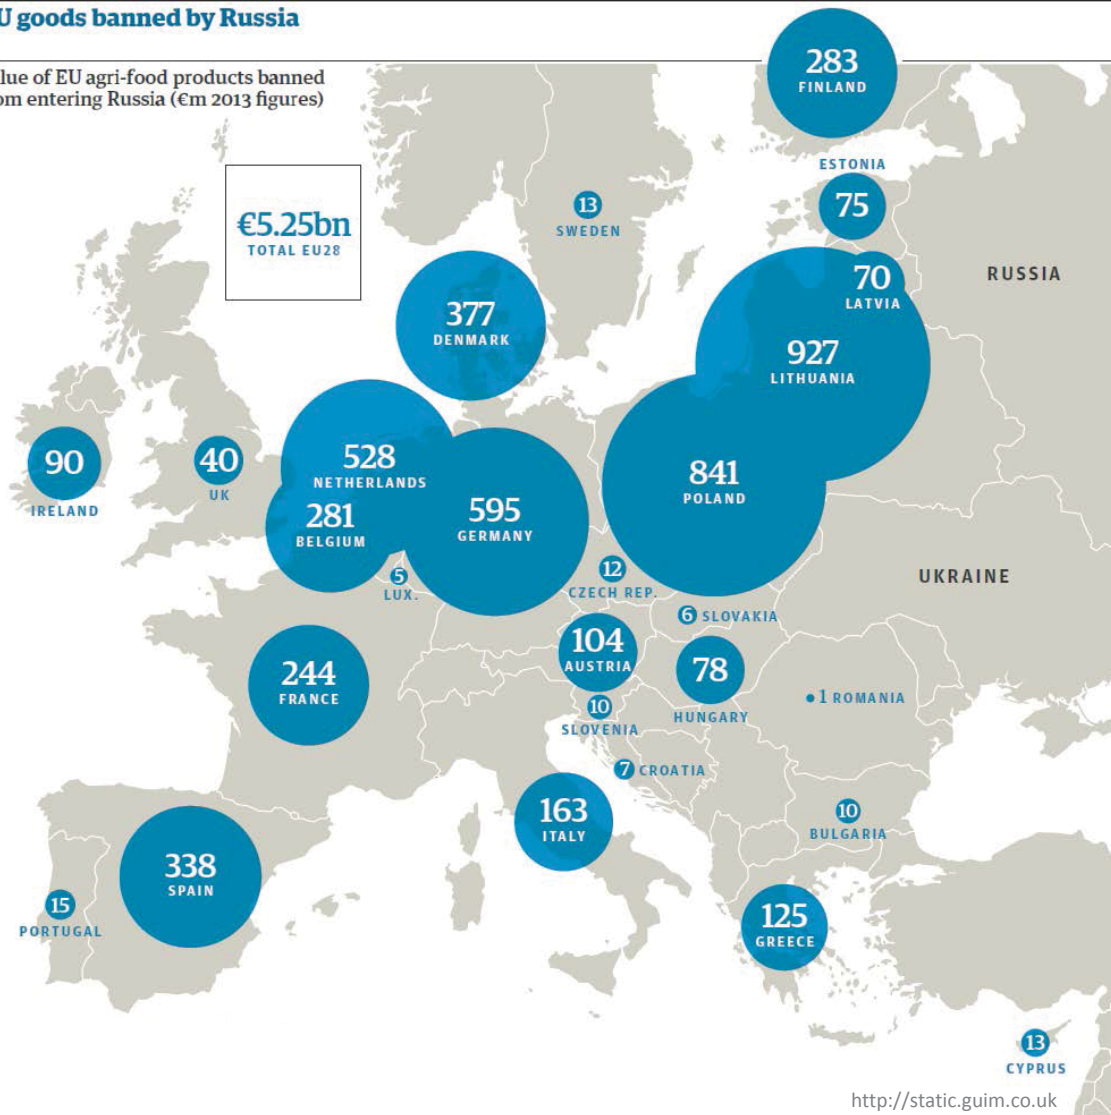 U goods banned by Russia
lue of EU agri-food products banned
om entering Russia (€m 2013 figures)
€5.25bn
TOTAL EU28
283
FINLAND
ESTONIA
75
13
SWEDEN
70
LATVIA
RUSSIA
377
DENMARK
927
LITHUANIA
90
IRELAND
40
UK
528
NETHERLANDS
281
BELGIUM
595
GERMANY
841
POLAND
5
LUX.
12
CZECH REP.
UKRAINE
6 SLOVAKIA
104
AUSTRIA
78
HUNGARY
244
FRANCE
10
SLOVENIA
1 ROMANIA
7 CROATIA
163
ITALY
10
BULGARIA
338
SPAIN
15
PORTUGAL
125
GREECE
13
CYPRUS
http://static.guim.co.uk